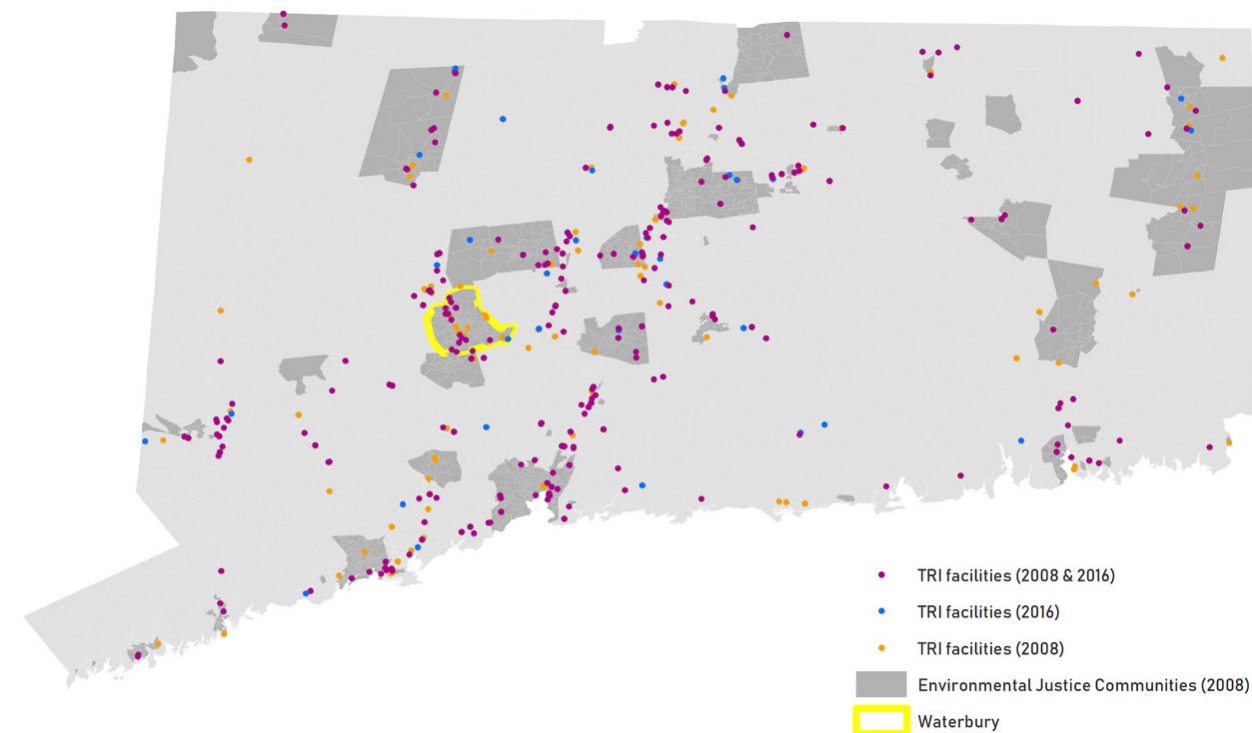 TRI facilities (2008 & 2016)
TRI facilities (2016)
TRI facilities (2008)
Environmental Justice Communities (2008)
Waterbury